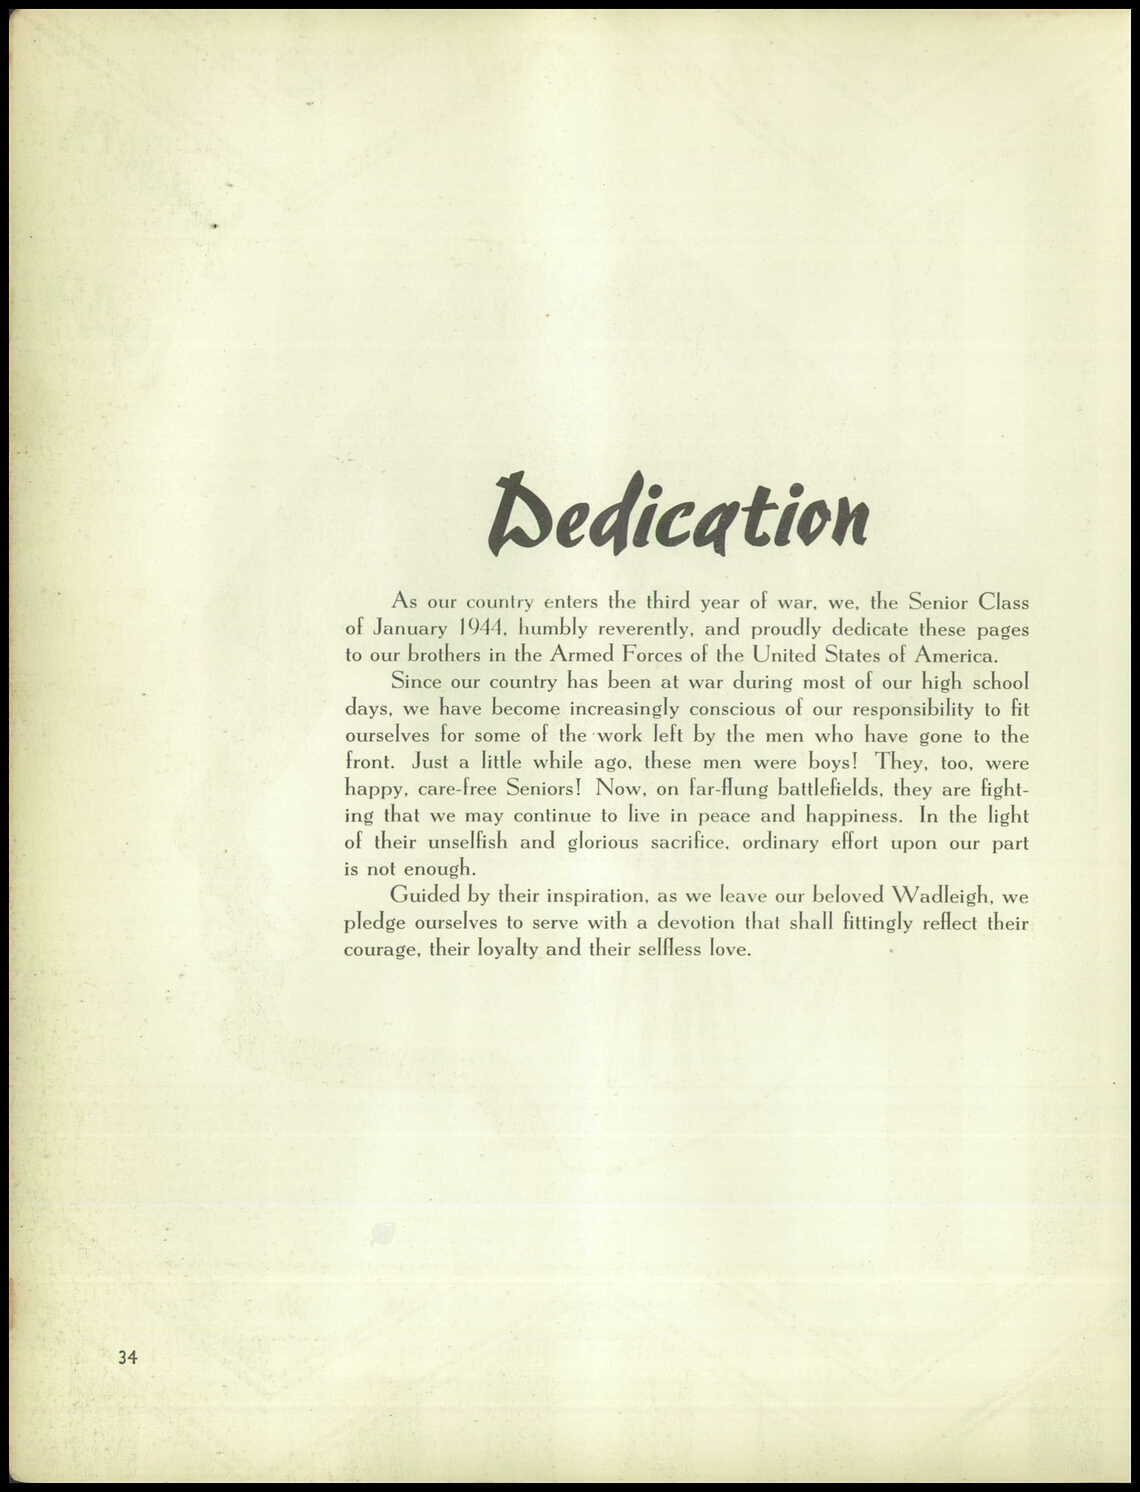 Dedication
As our country enters the third year of war, we, the Senior Class
of January 1944, humbly reverently, and proudly dedicate these pages
to our brothers in the Armed Forces of the United States of America.
Since our country has been at war during most of our high school
days, we have become increasingly conscious of our responsibility to fit
ourselves for some of the work left by the men who have gone to the
front. Just a little while ago, these men were boys! They, too, were
happy, care-free Seniors! Now, on far-flung battlefields, they are fight-
ing that we may continue to live in peace and happiness. In the light
of their unselfish and glorious sacrifice, ordinary effort upon our part
is not enough.
Guided by their inspiration, as we leave our beloved Wadleigh, we
pledge ourselves to serve with a devotion that shall fittingly reflect their
courage, their loyalty and their selfless love.
34